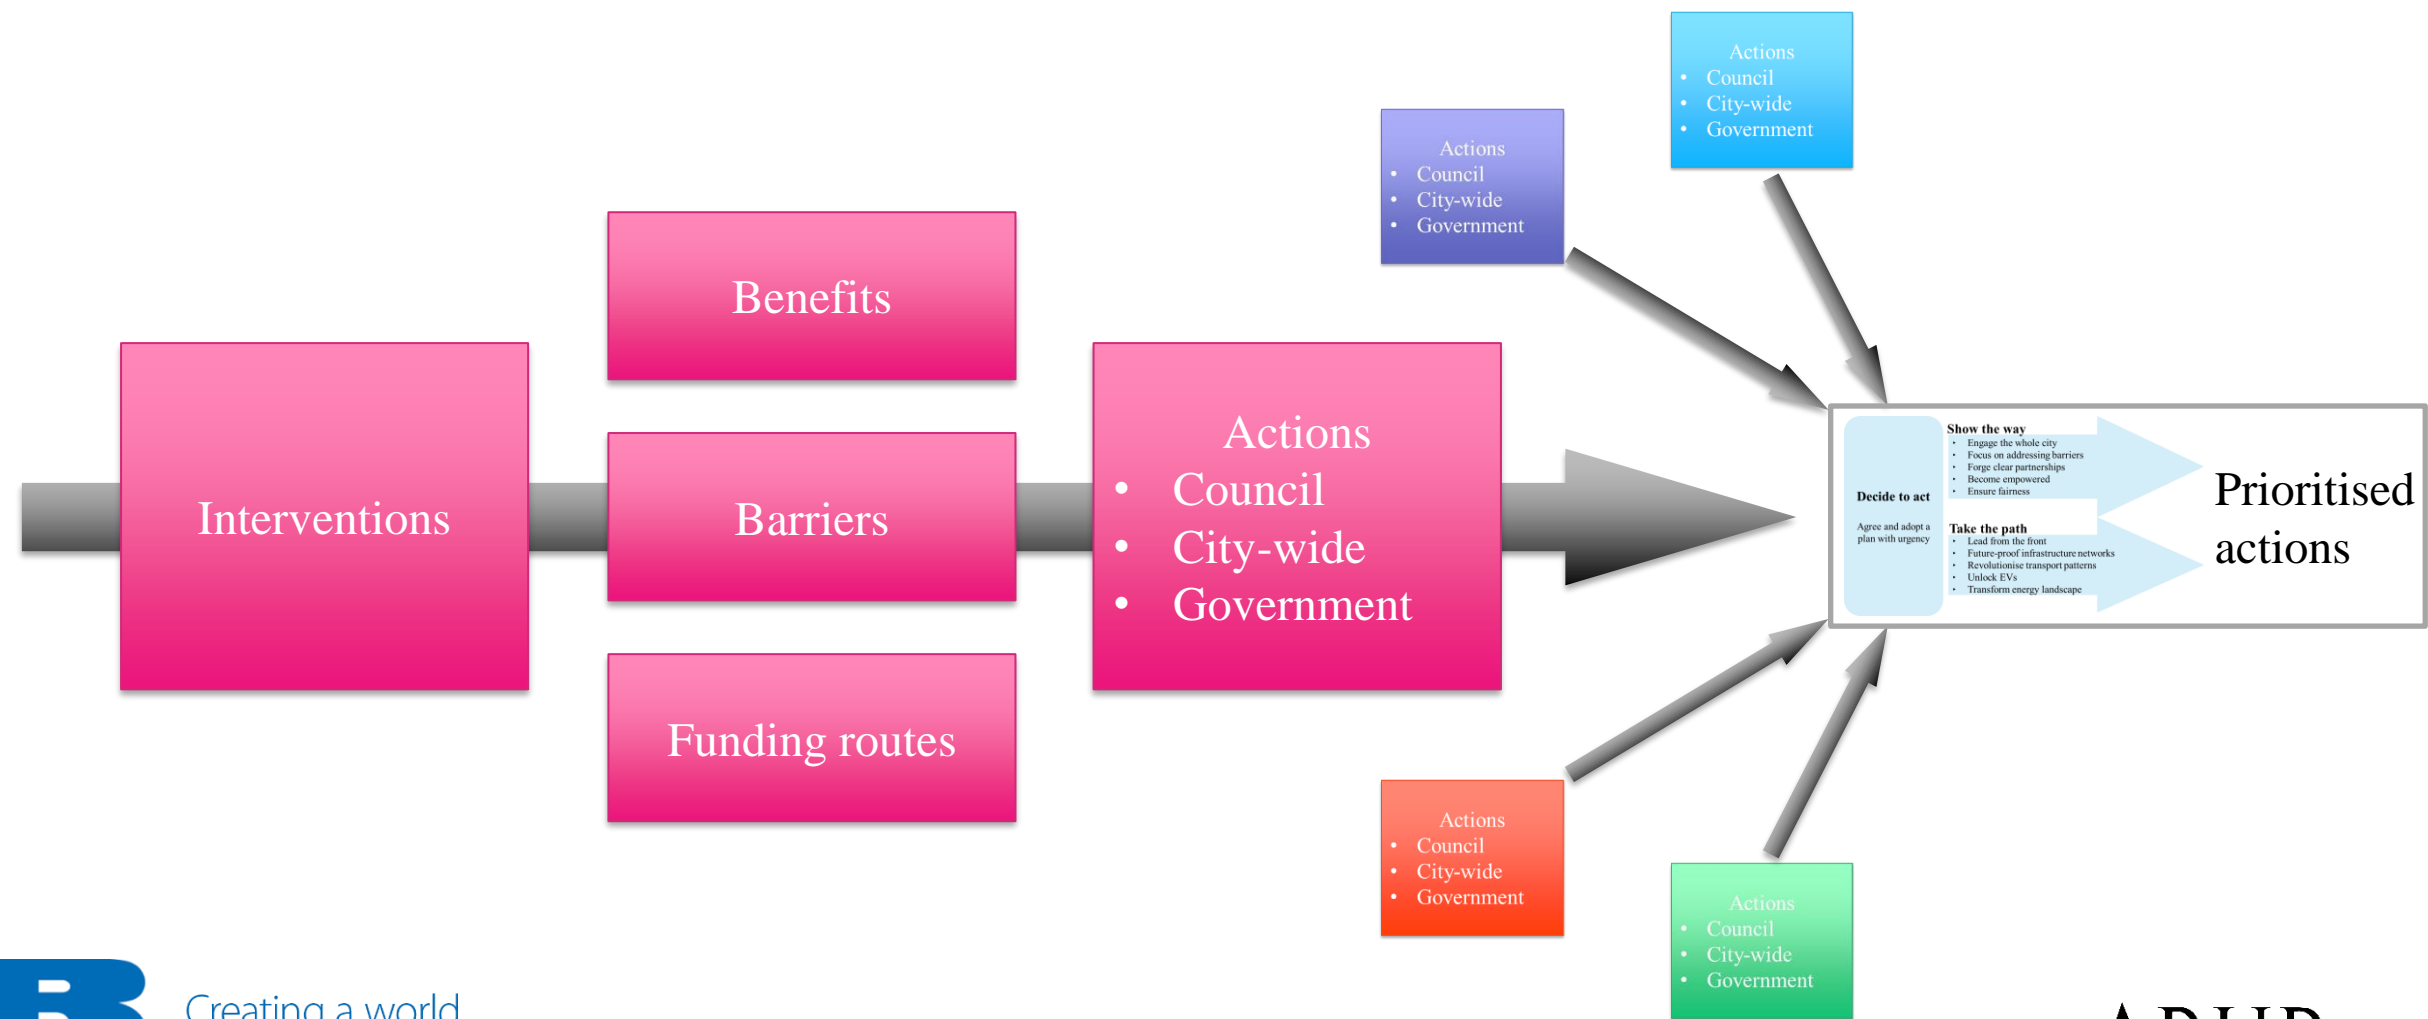 Interventions
Benefits
Barriers
Funding routes
Actions
• Council
• City-wide
• Government
Actions
• Council
• City-wide
• Government
Actions
• Council
• City-wide
• Government
Actions
• Council
• City-wide
• Government
Actions
• Council
• City-wide
• Government
Decide to act
Agree and adopt a
plan with urgency
Show the way
• Engage the whole city
• Focus on addressing barriers
• Forge clear partnerships
• Become empowered
• Ensure fairness
Take the path
• Lead from the front
• Future-proof infrastructure networks
• Revolutionise transport patterns
• Unlock EVs
• Transform energy landscape
Prioritised
actions
Creating a world
ARUP